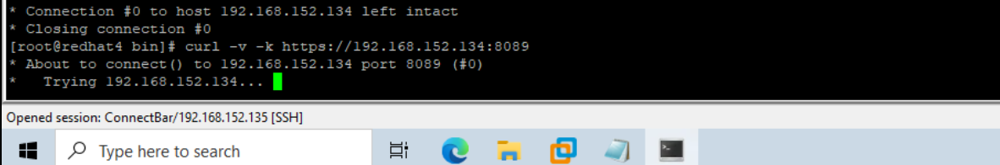 * Connection #0 to host 192.168.152.134 left intact
* Closing connection #0
[root@redhat4 bin]# curl -v -k https://192.168.152.134:8089
* About to connect() to 192.168.152.134 port 8089 (#0)
*   Trying 192.168.152.134...
Opened session: ConnectBar/192.168.152.135 [SSH]
Type here to search